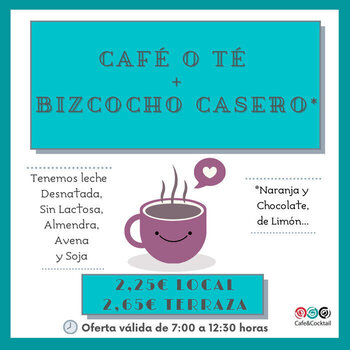 CAFÉ O TÉ
+
BIZCOCHO CASERO*
Tenemos leche
Desnatada,
Sin Lactosa,
Almendra,
Avena
y Soja
*Naranja y
Chocolate,
de Limón...
2,25€ LOCAL
2,65€ TERRAZA
Oferta válida de 7:00 a 12:30 horas
Cafe&Cocktail